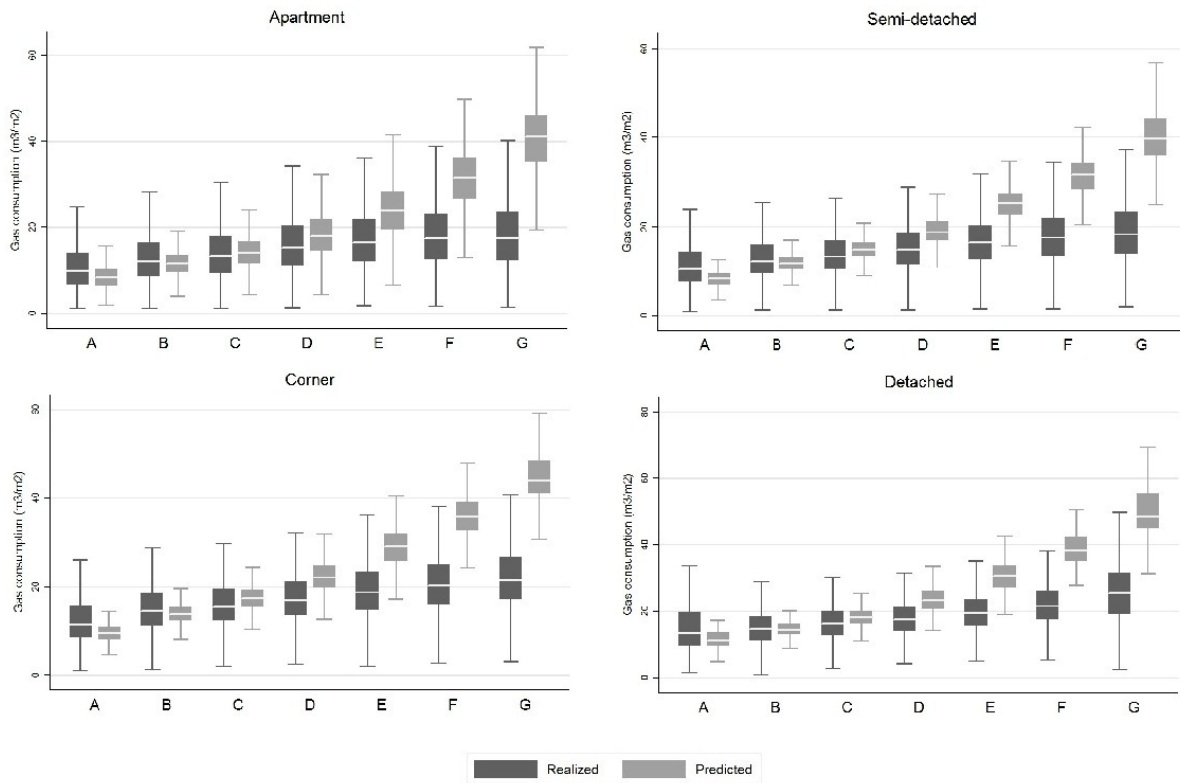 Apartment
Gas consumption (m3/m2)
60
40
20
0
A B C D E F G
Semi-detached
Gas consumption (m3/m2)
60
40
20
0
A B C D E F G
Corner
Gas consumption (m3/m2)
60
40
20
0
A B C D E F G
Detached
Gas consumption (m3/m2)
80
60
40
20
0
A B C D E F G
Realized Predicted